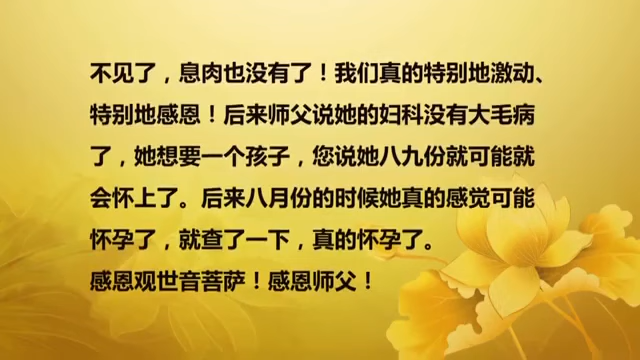 不见了，息肉也没有了！我们真的特别地激动、
特别地感恩！后来师父说她的妇科没有大毛病
了，她想要一个孩子，您说她八九份就可能就
会怀上了。后来八月份的时候她真的感觉可能
怀孕了，就查了一下，真的怀孕了。
感恩观世音菩萨！感恩师父！